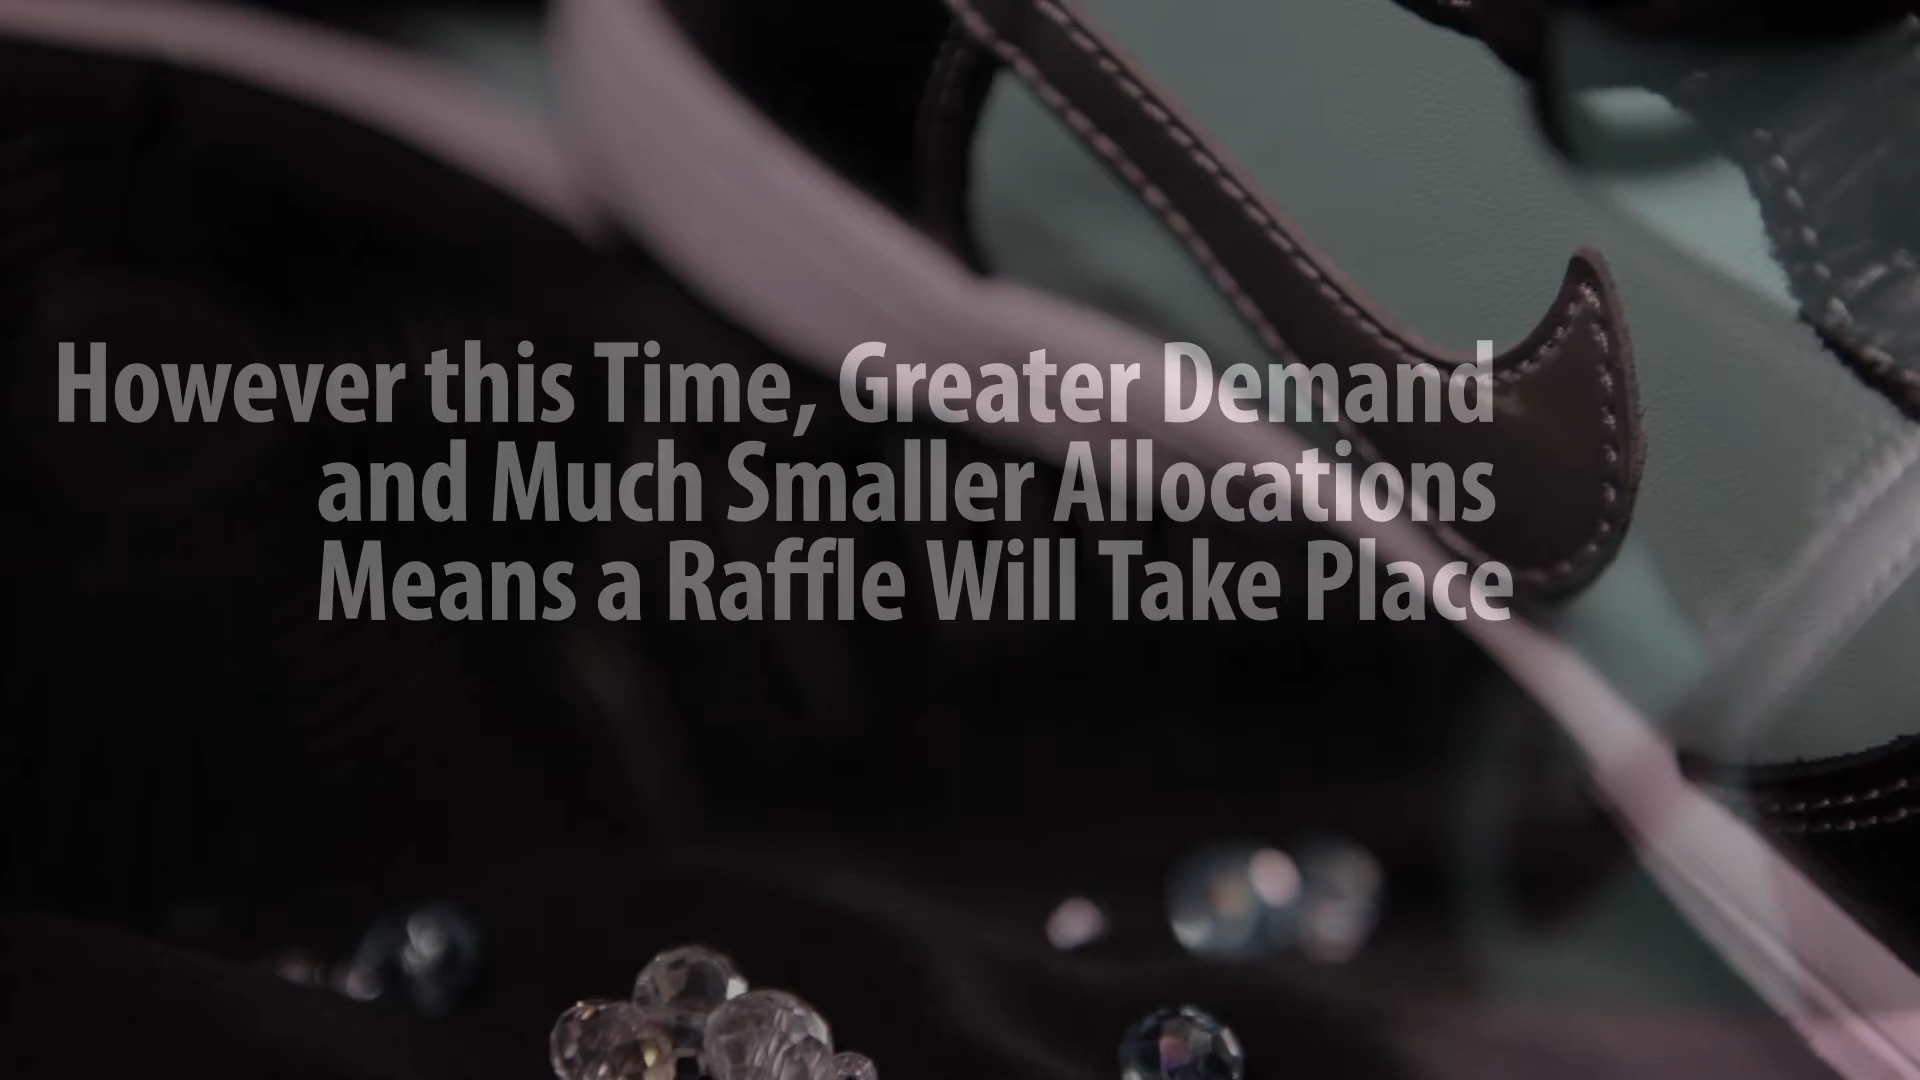 However this Time, Greater Demand
and Much Smaller Allocations
Means a Raffle Will Take Place